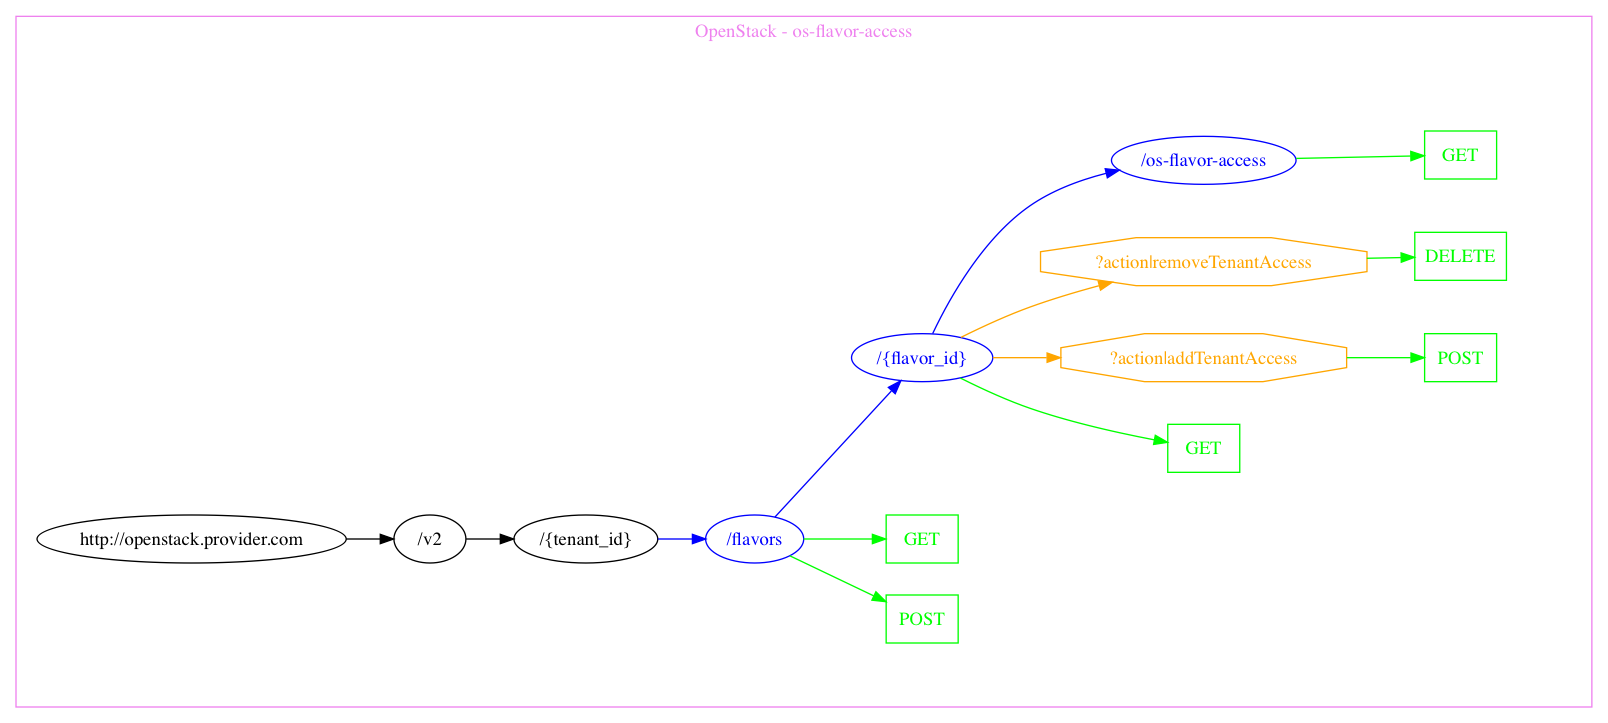 OpenStack - os-flavor-access
/os-flavor-access
GET
?action|removeTenantAccess
DELETE
/{flavor_id}
?action|addTenantAccess
POST
GET
http://openstack.provider.com
/v2
/{tenant_id}
/flavors
GET
POST